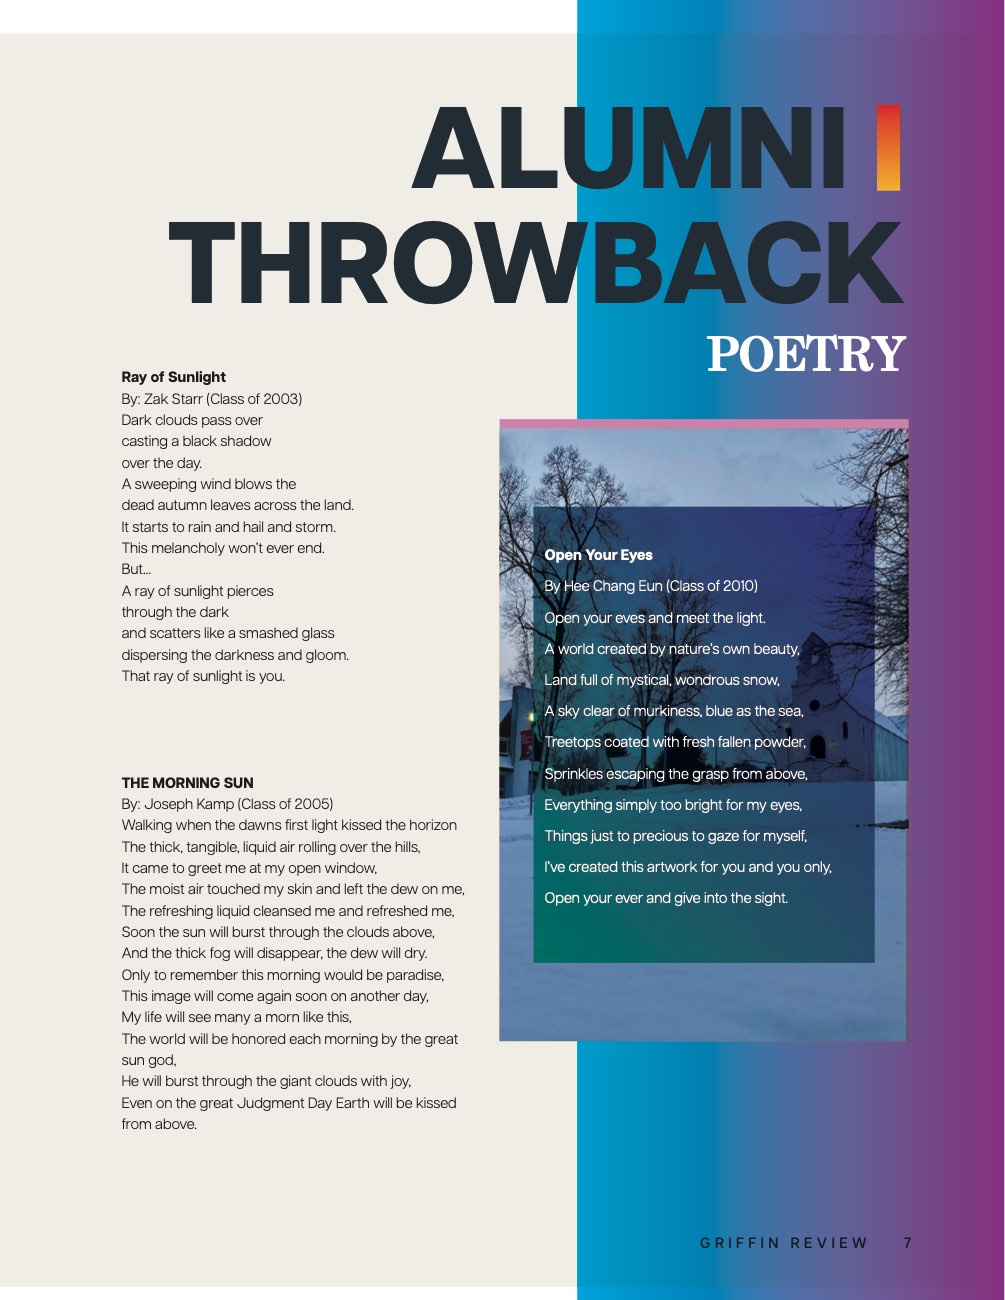 ALUMNI
THROWBACK
POETRY
Ray of Sunlight
By: Zak Starr (Class of 2003)
Dark clouds pass over
casting a black shadow
over the day.
A sweeping wind blows the
dead autumn leaves across the land.
It starts to rain and hail and storm.
This melancholy won't ever end.
But...
A ray of sunlight pierces
through the dark
and scatters like a smashed glass
dispersing the darkness and gloom.
That ray of sunlight is you.
THE MORNING SUN
By: Joseph Kamp (Class of 2005)
Walking when the dawns first light kissed the horizon
The thick, tangible, liquid air rolling over the hills,
It came to greet me at my open window,
The moist air touched my skin and left the dew on me,
The refreshing liquid cleansed me and refreshed me,
Soon the sun will burst through the clouds above,
And the thick fog will disappear, the dew will dry.
Only to remember this morning would be paradise,
This image will come again soon on another day,
My life will see many a morn like this,
The world will be honored each morning by the great
sun god,
He will burst through the giant clouds with joy,
Even on the great Judgment Day Earth will be kissed
from above.
Open Your Eyes
By Hee Chang Eun (Class of 2010)
Open your eves and meet the light.
A world created by nature's own beauty,
Land full of mystical, wondrous snow,
A sky clear of murkiness, blue as the sea,
Treetops coated with fresh fallen powder,
Sprinkles escaping the grasp from above,
Everything simply too bright for my eyes,
Things just to precious to gaze for myself,
I've created this artwork for you and you only,
Open your ever and give into the sight.
GRIFFIN REVIEW 7